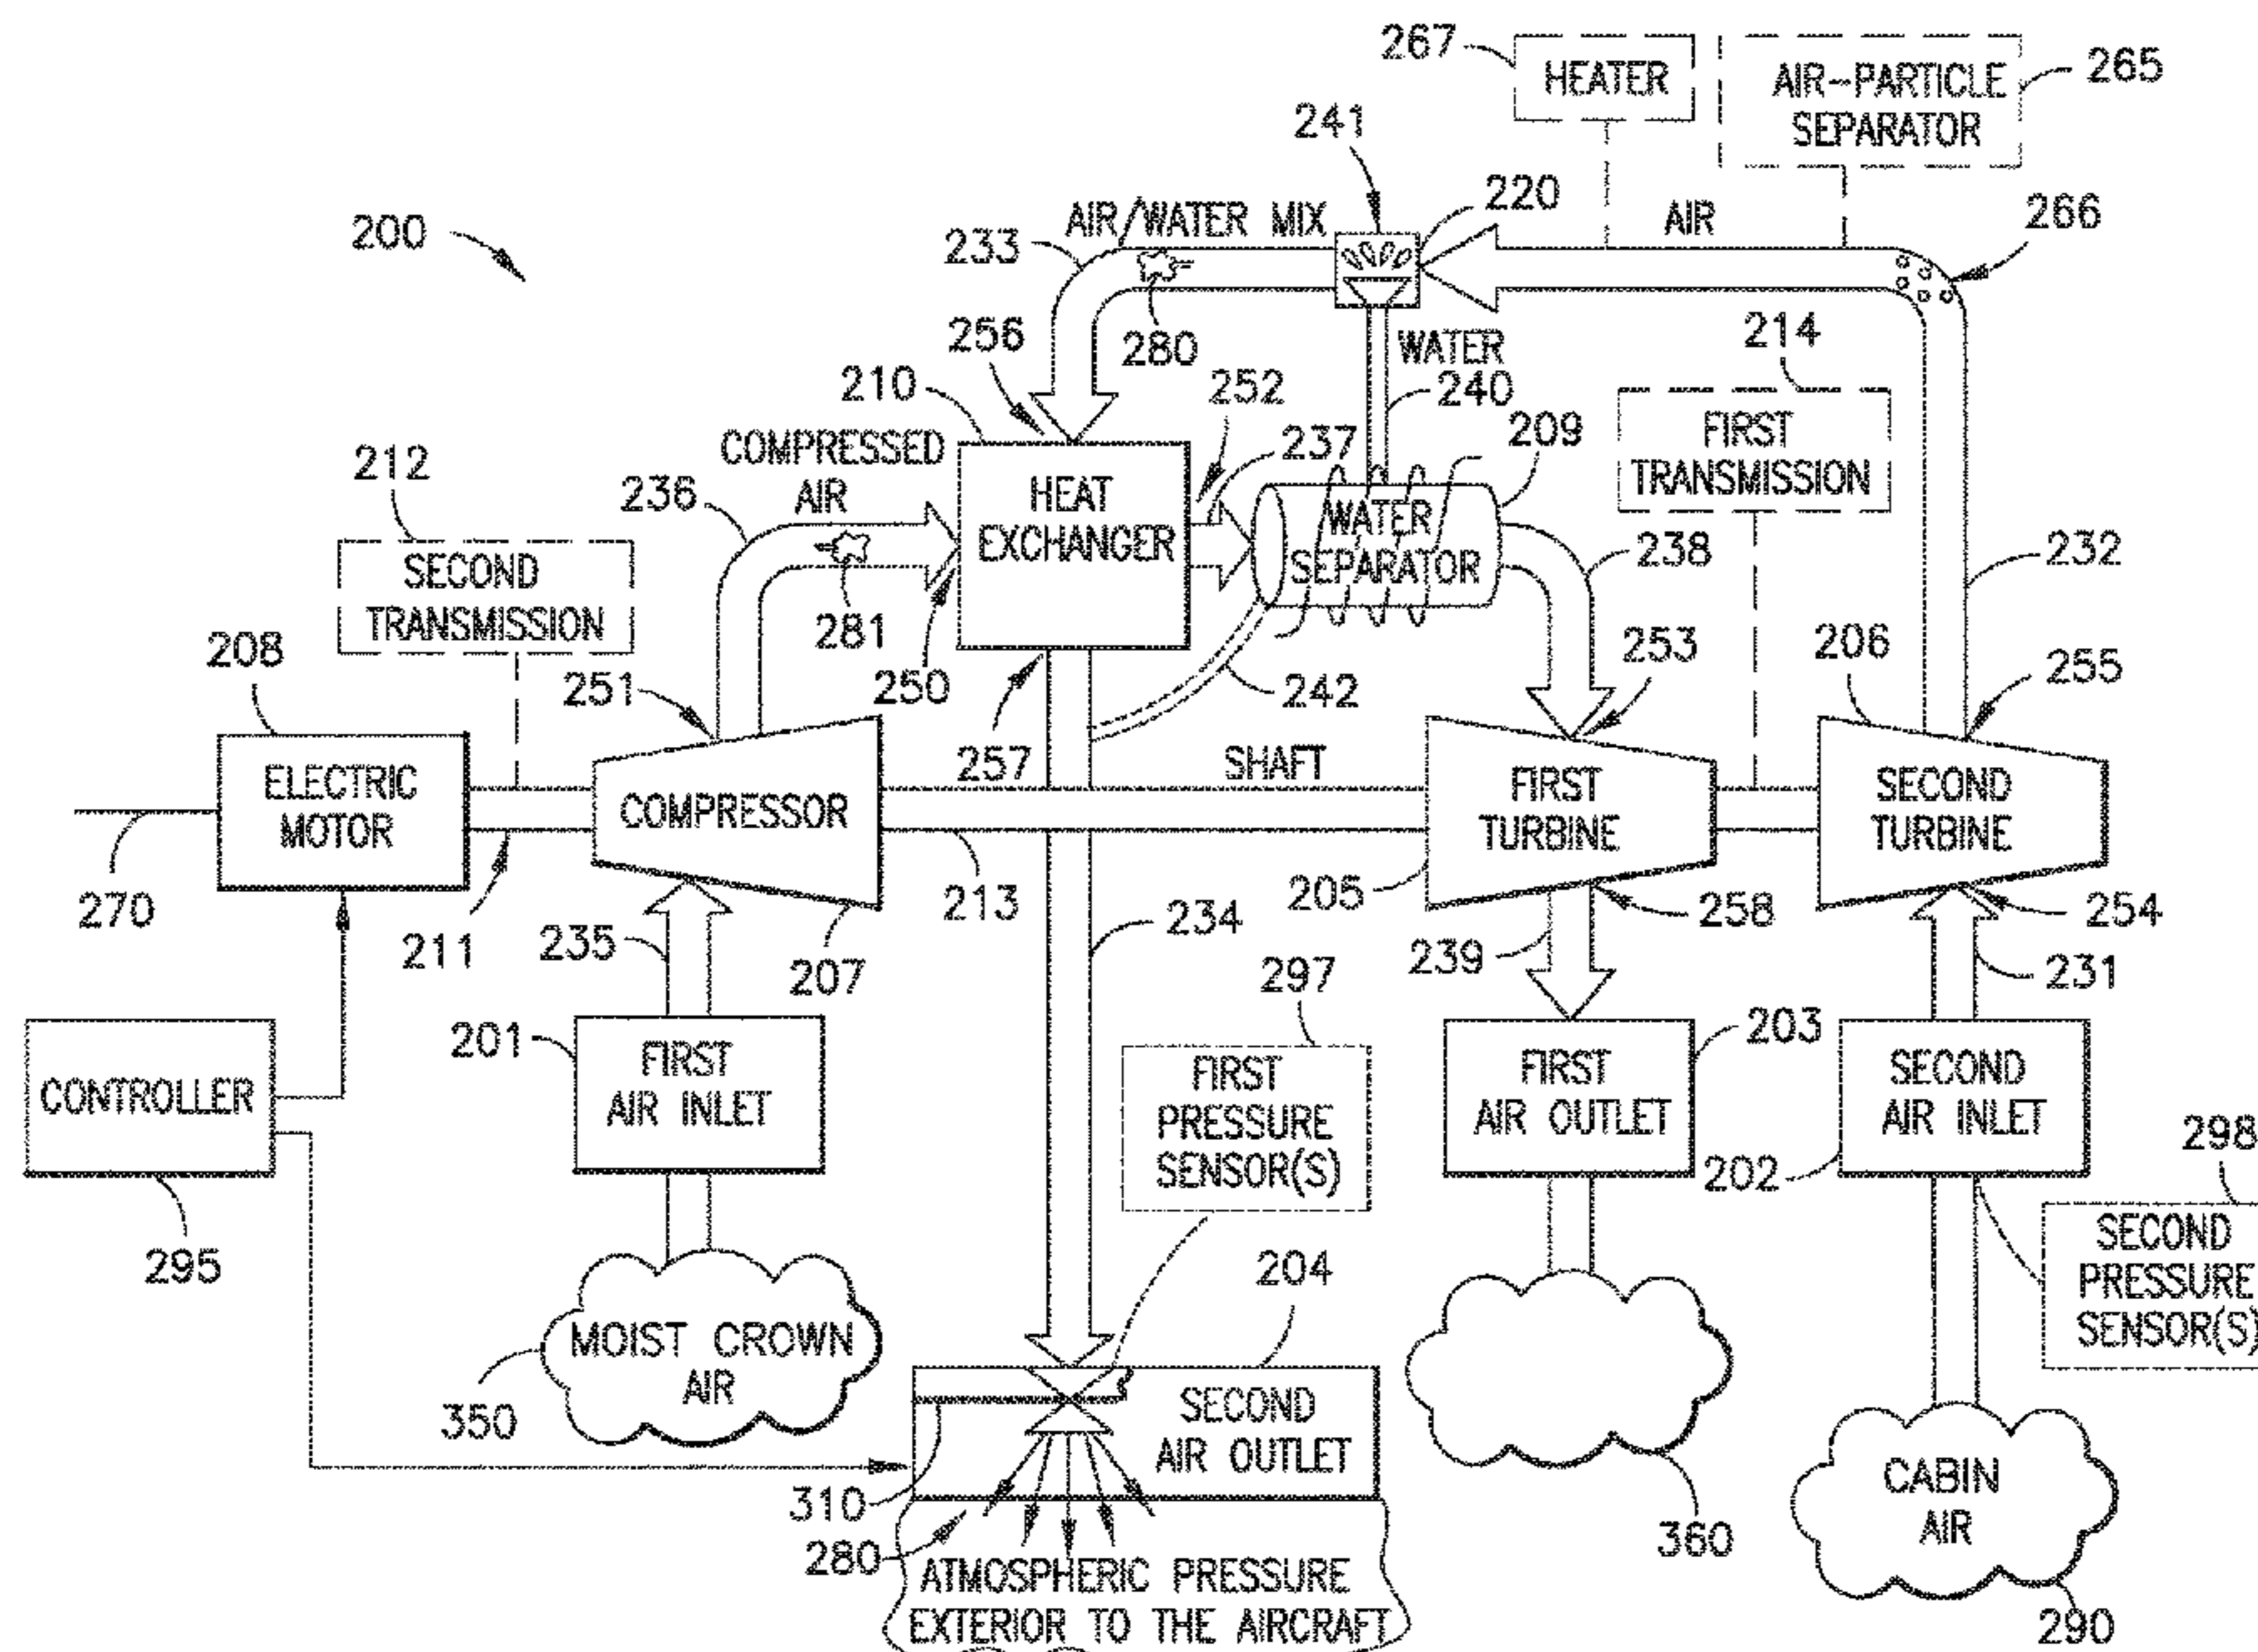 267
HEATER
AIR-PARTICLE
SEPARATOR
265
241
220
266
200
233
AIR/WATER MIX
AIR
280
WATER
240
214
256
210
252
237
209
FIRST
TRANSMISSION
212
236
COMPRESSED
AIR
HEAT
EXCHANGER
WATER
SEPARATOR
238
232
SECOND
TRANSMISSION
281
250
208
251
257
242
253
206
255
ELECTRIC
MOTOR
COMPRESSOR
SHAFT
FIRST
TURBINE
SECOND
TURBINE
270
211
235
207
213
234
205
239
258
254
231
297
201
FIRST
AIR INLET
FIRST
PRESSURE
SENSOR(S)
FIRST
AIR OUTLET
203
SECOND
AIR INLET
202
298
CONTROLLER
295
SECOND
PRESSURE
SENSOR(S)
204
MOIST CROWN
AIR
350
SECOND
AIR OUTLET
310
280
360
CABIN
AIR
290
ATMOSPHERIC PRESSURE
EXTERIOR TO THE AIRCRAFT